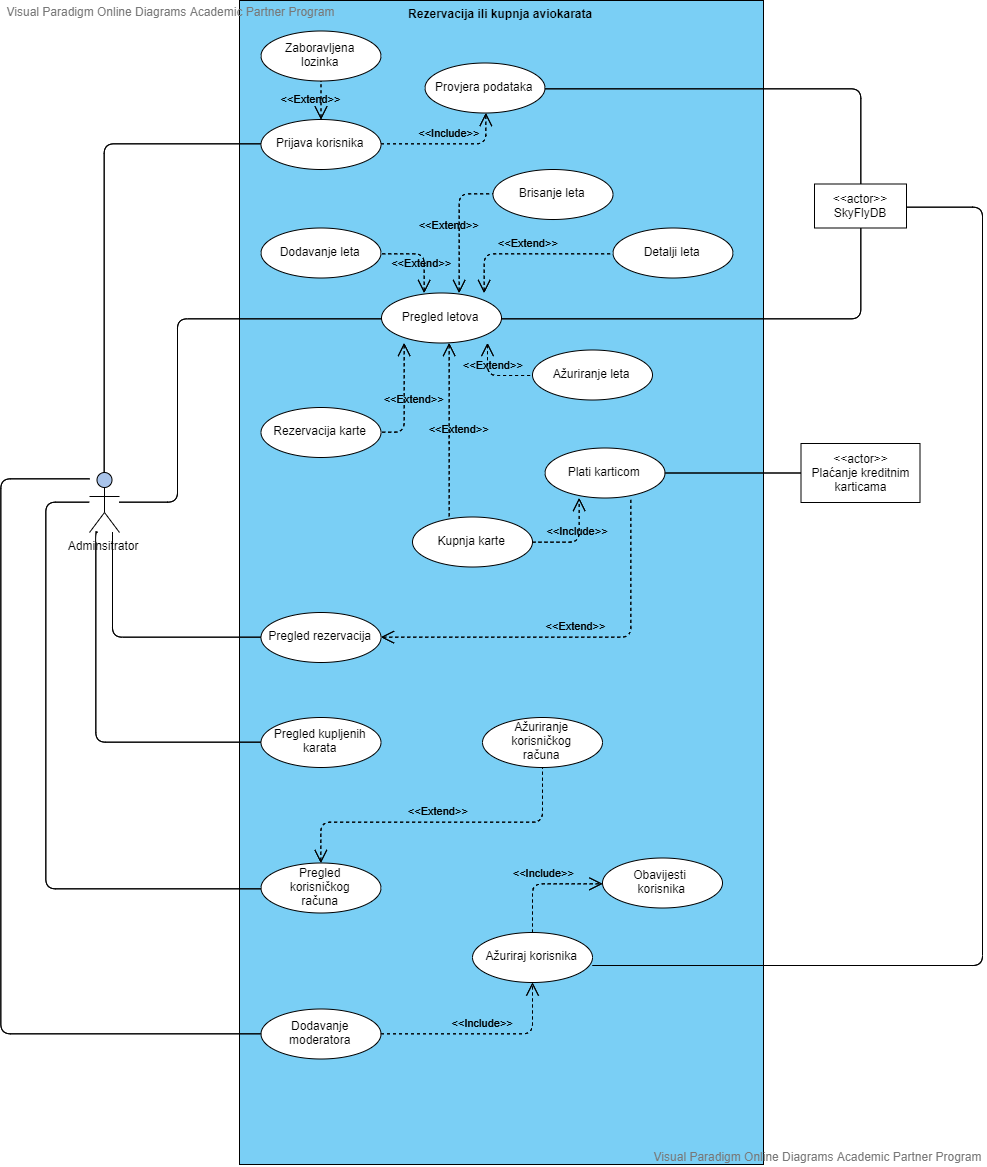 Visual Paradigm Online Diagrams Academic Partner Program
Rezervacija ili kupnja aviokarata
Zaboravljena
lozinka
<<Extend>>
Provjera podataka
<<Include>>
Prijava korisnika
Brisanje leta
<<actor>>
SkyFlyDB
<<Extend>>
Dodavanje leta
<<Extend>>
<<Extend>>
Detalji leta
Pregled letova
<<Extend>>
Ažuriranje leta
<<Extend>>
Rezervacija karte
<<Extend>>
Plati karticom
<<actor>>
Plaćanje kreditnim
karticama
Adminsitrator
Kupnja karte
<<Include>>
Pregled rezervacija
<<Extend>>
Pregled kupljenih
karata
Ažuriranje
korisničkog
računa
<<Extend>>
Pregled
korisničkog
računa
<<Include>>
Obavijesti
korisnika
Ažuriraj korisnika
Dodavanje
moderatora
<<Include>>
Visual Paradigm Online Diagrams Academic Partner Program